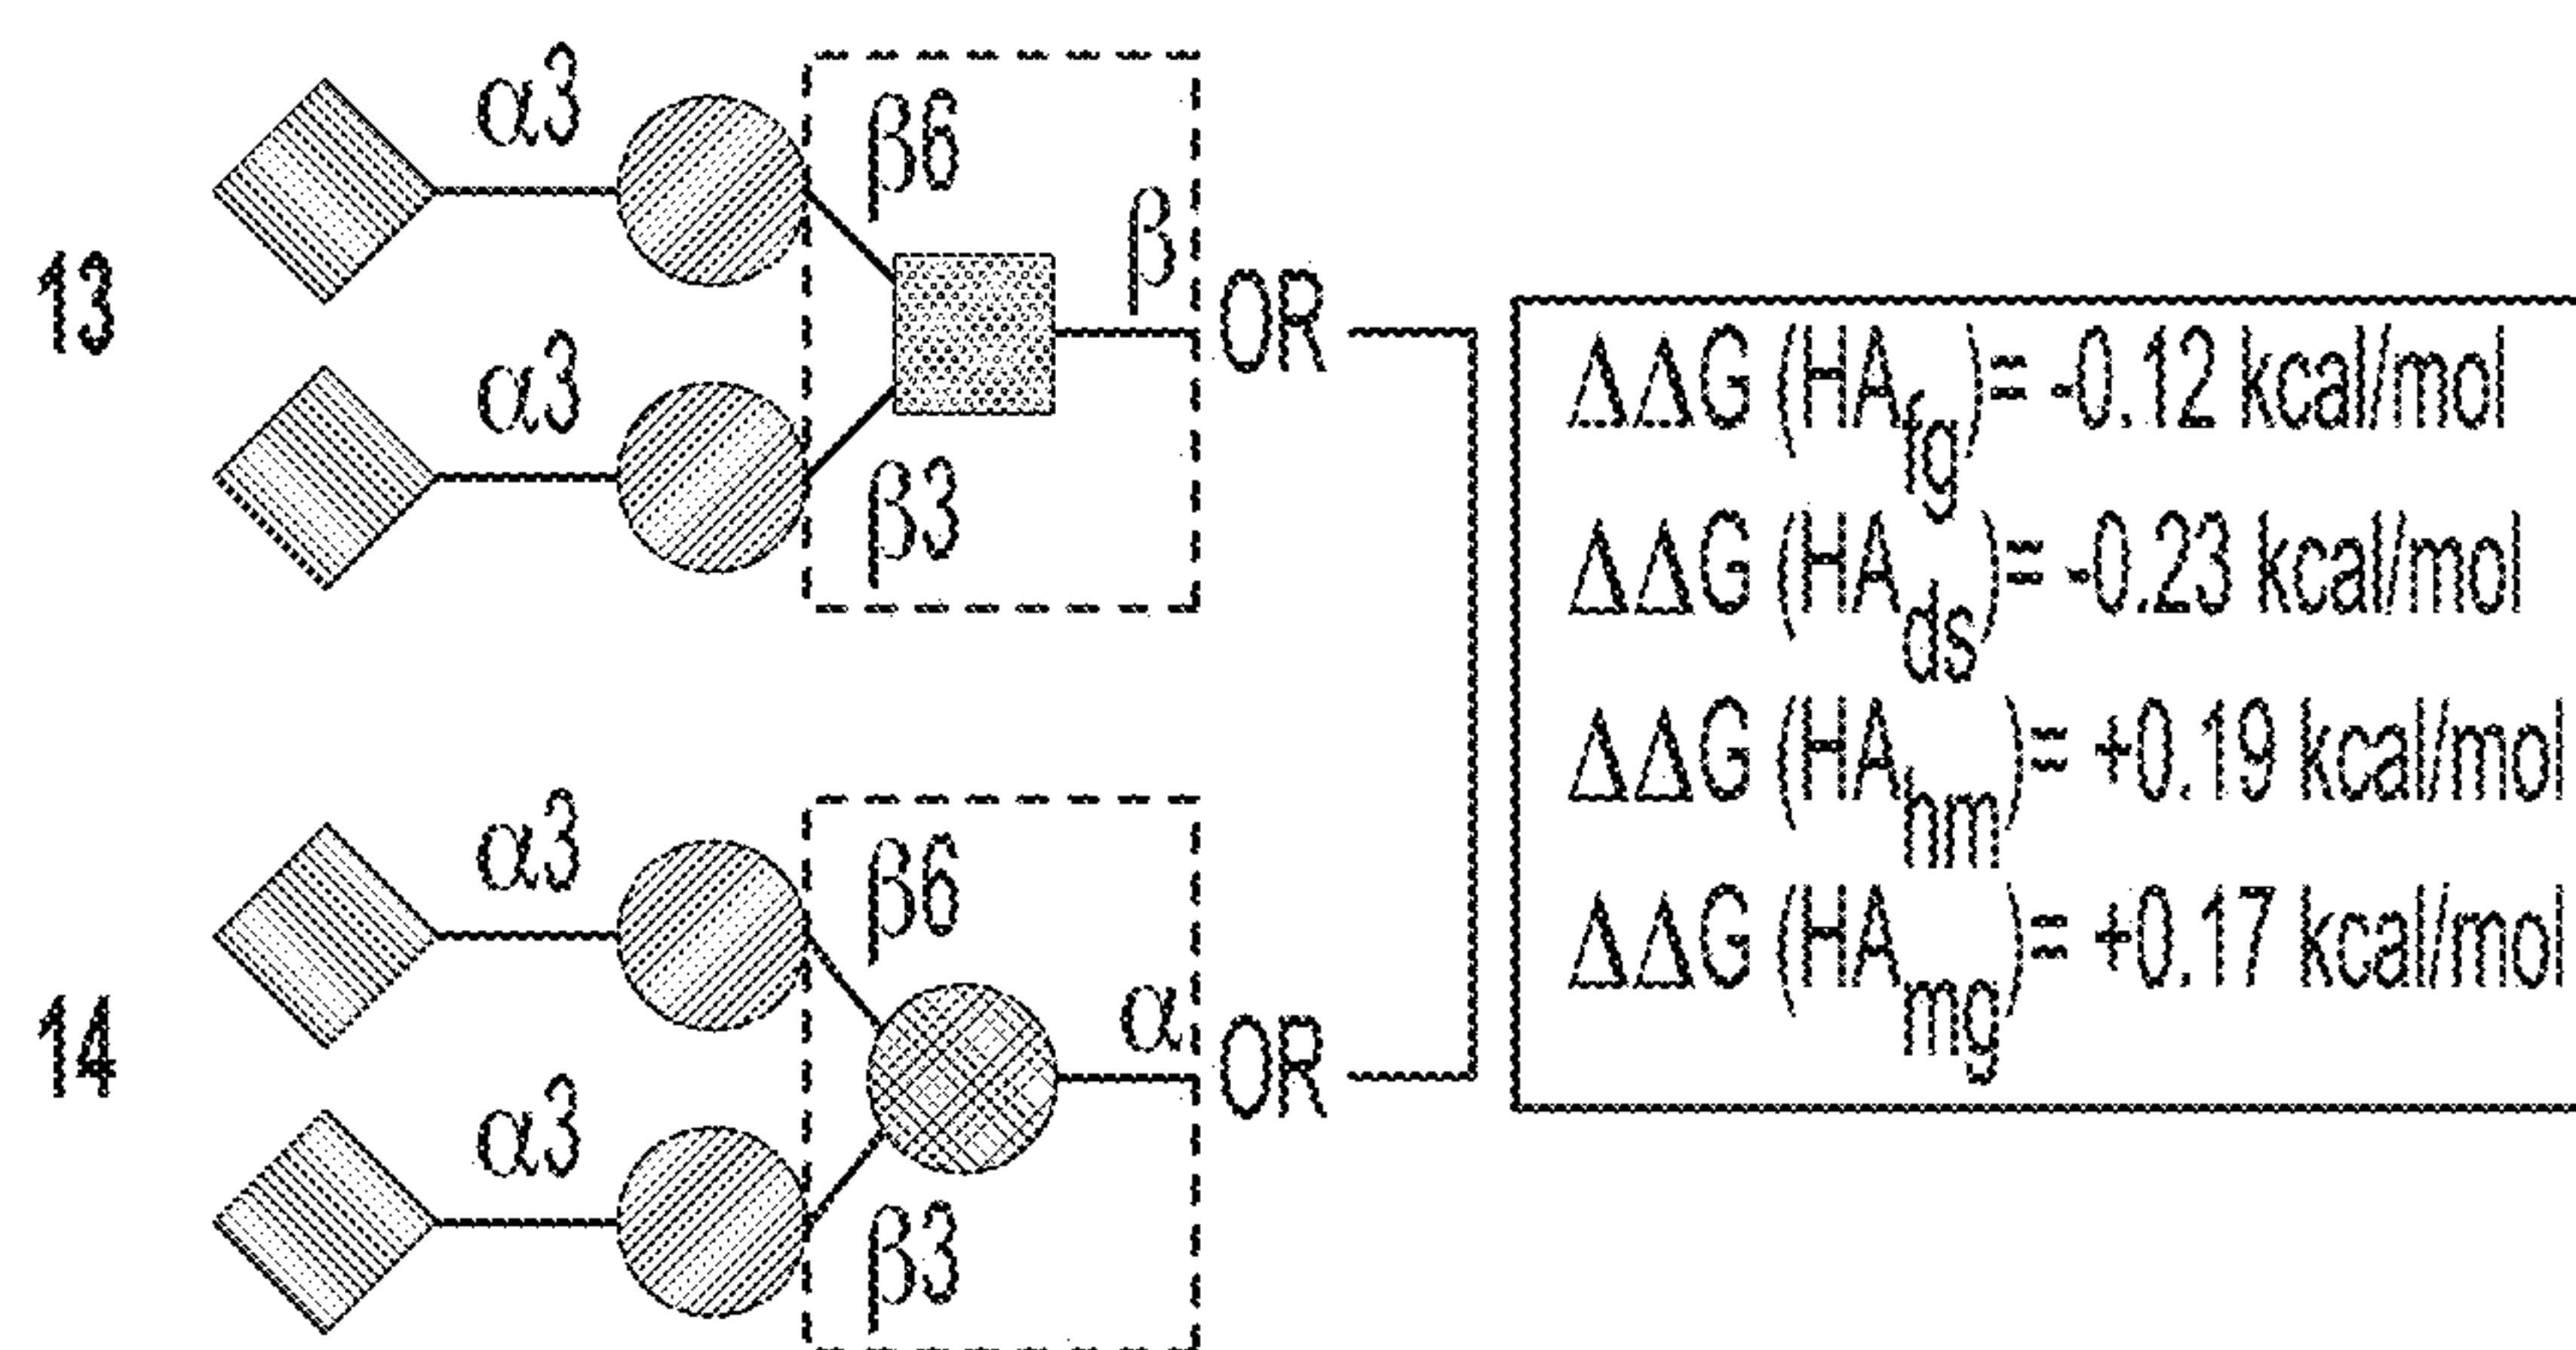 α3 β6
β
13 OR
α3
β3
ΔΔG (HAfg)= -0.12 kcal/mol
ΔΔG (HAds)= -0.23 kcal/mol
ΔΔG (HAhm)= +0.19 kcal/mol
ΔΔG (HAmg)= +0.17 kcal/mol
α3 β6
α
14 OR
α3
β3